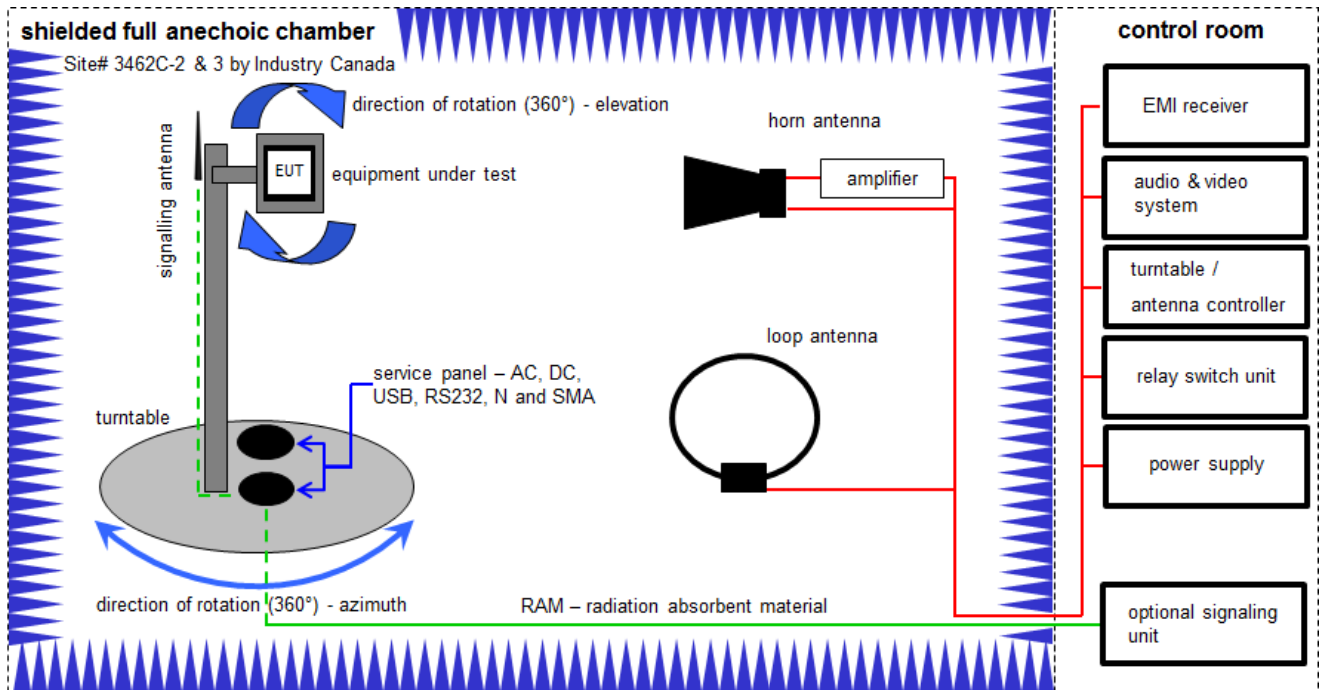 shielded full anechoic chamber
Site# 3462C-2 & 3 by Industry Canada
direction of rotation (360°) - elevation
signalling antenna
EUT
equipment under test
horn antenna
amplifier
loop antenna
service panel – AC, DC,
USB, RS232, N and SMA
turntable
direction of rotation (360°) - azimuth
RAM – radiation absorbent material
control room
EMI receiver
audio & video
system
turntable /
antenna controller
relay switch unit
power supply
optional signaling
unit